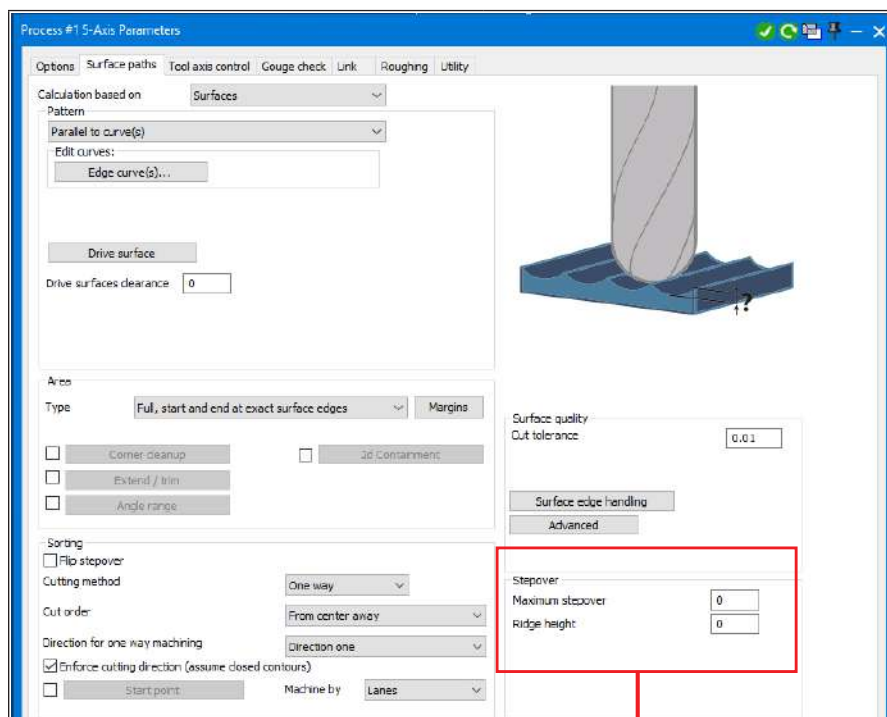 Process #1 5-Axis Parameters
Options Surface paths Tool axis control Gouge check Link Roughing Utility
Calculation based on Surfaces
Pattern
Parallel to curve(s)
Edit curves:
Edge curve(s)...
Drive surface
Drive surfaces clearance 0
?
Area
Type Full, start and end at exact surface edges Margins
Corner cleanup 2d Containment
Extend / trim
Angle range
Surface quality
Cut tolerance 0.01
Surface edge handling
Advanced
Sorting
Flip stepover
Cutting method One way
Cut order From center away
Direction for one way machining Direction one
Enforce cutting direction (assume closed contours)
Start point Machine by Lanes
Stepover
Maximum stepover 0
Ridge height 0